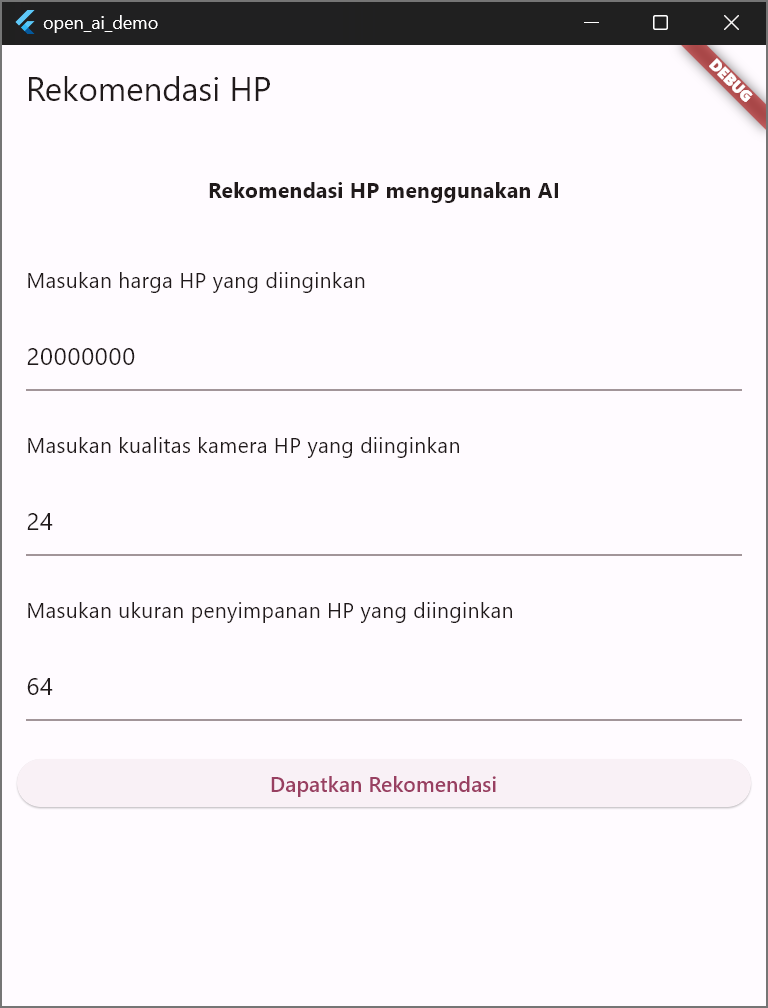 open_ai_demo
DEBUG
Rekomendasi HP
Rekomendasi HP menggunakan AI
Masukan harga HP yang diinginkan
20000000
Masukan kualitas kamera HP yang diinginkan
24
Masukan ukuran penyimpanan HP yang diinginkan
64
Dapatkan Rekomendasi